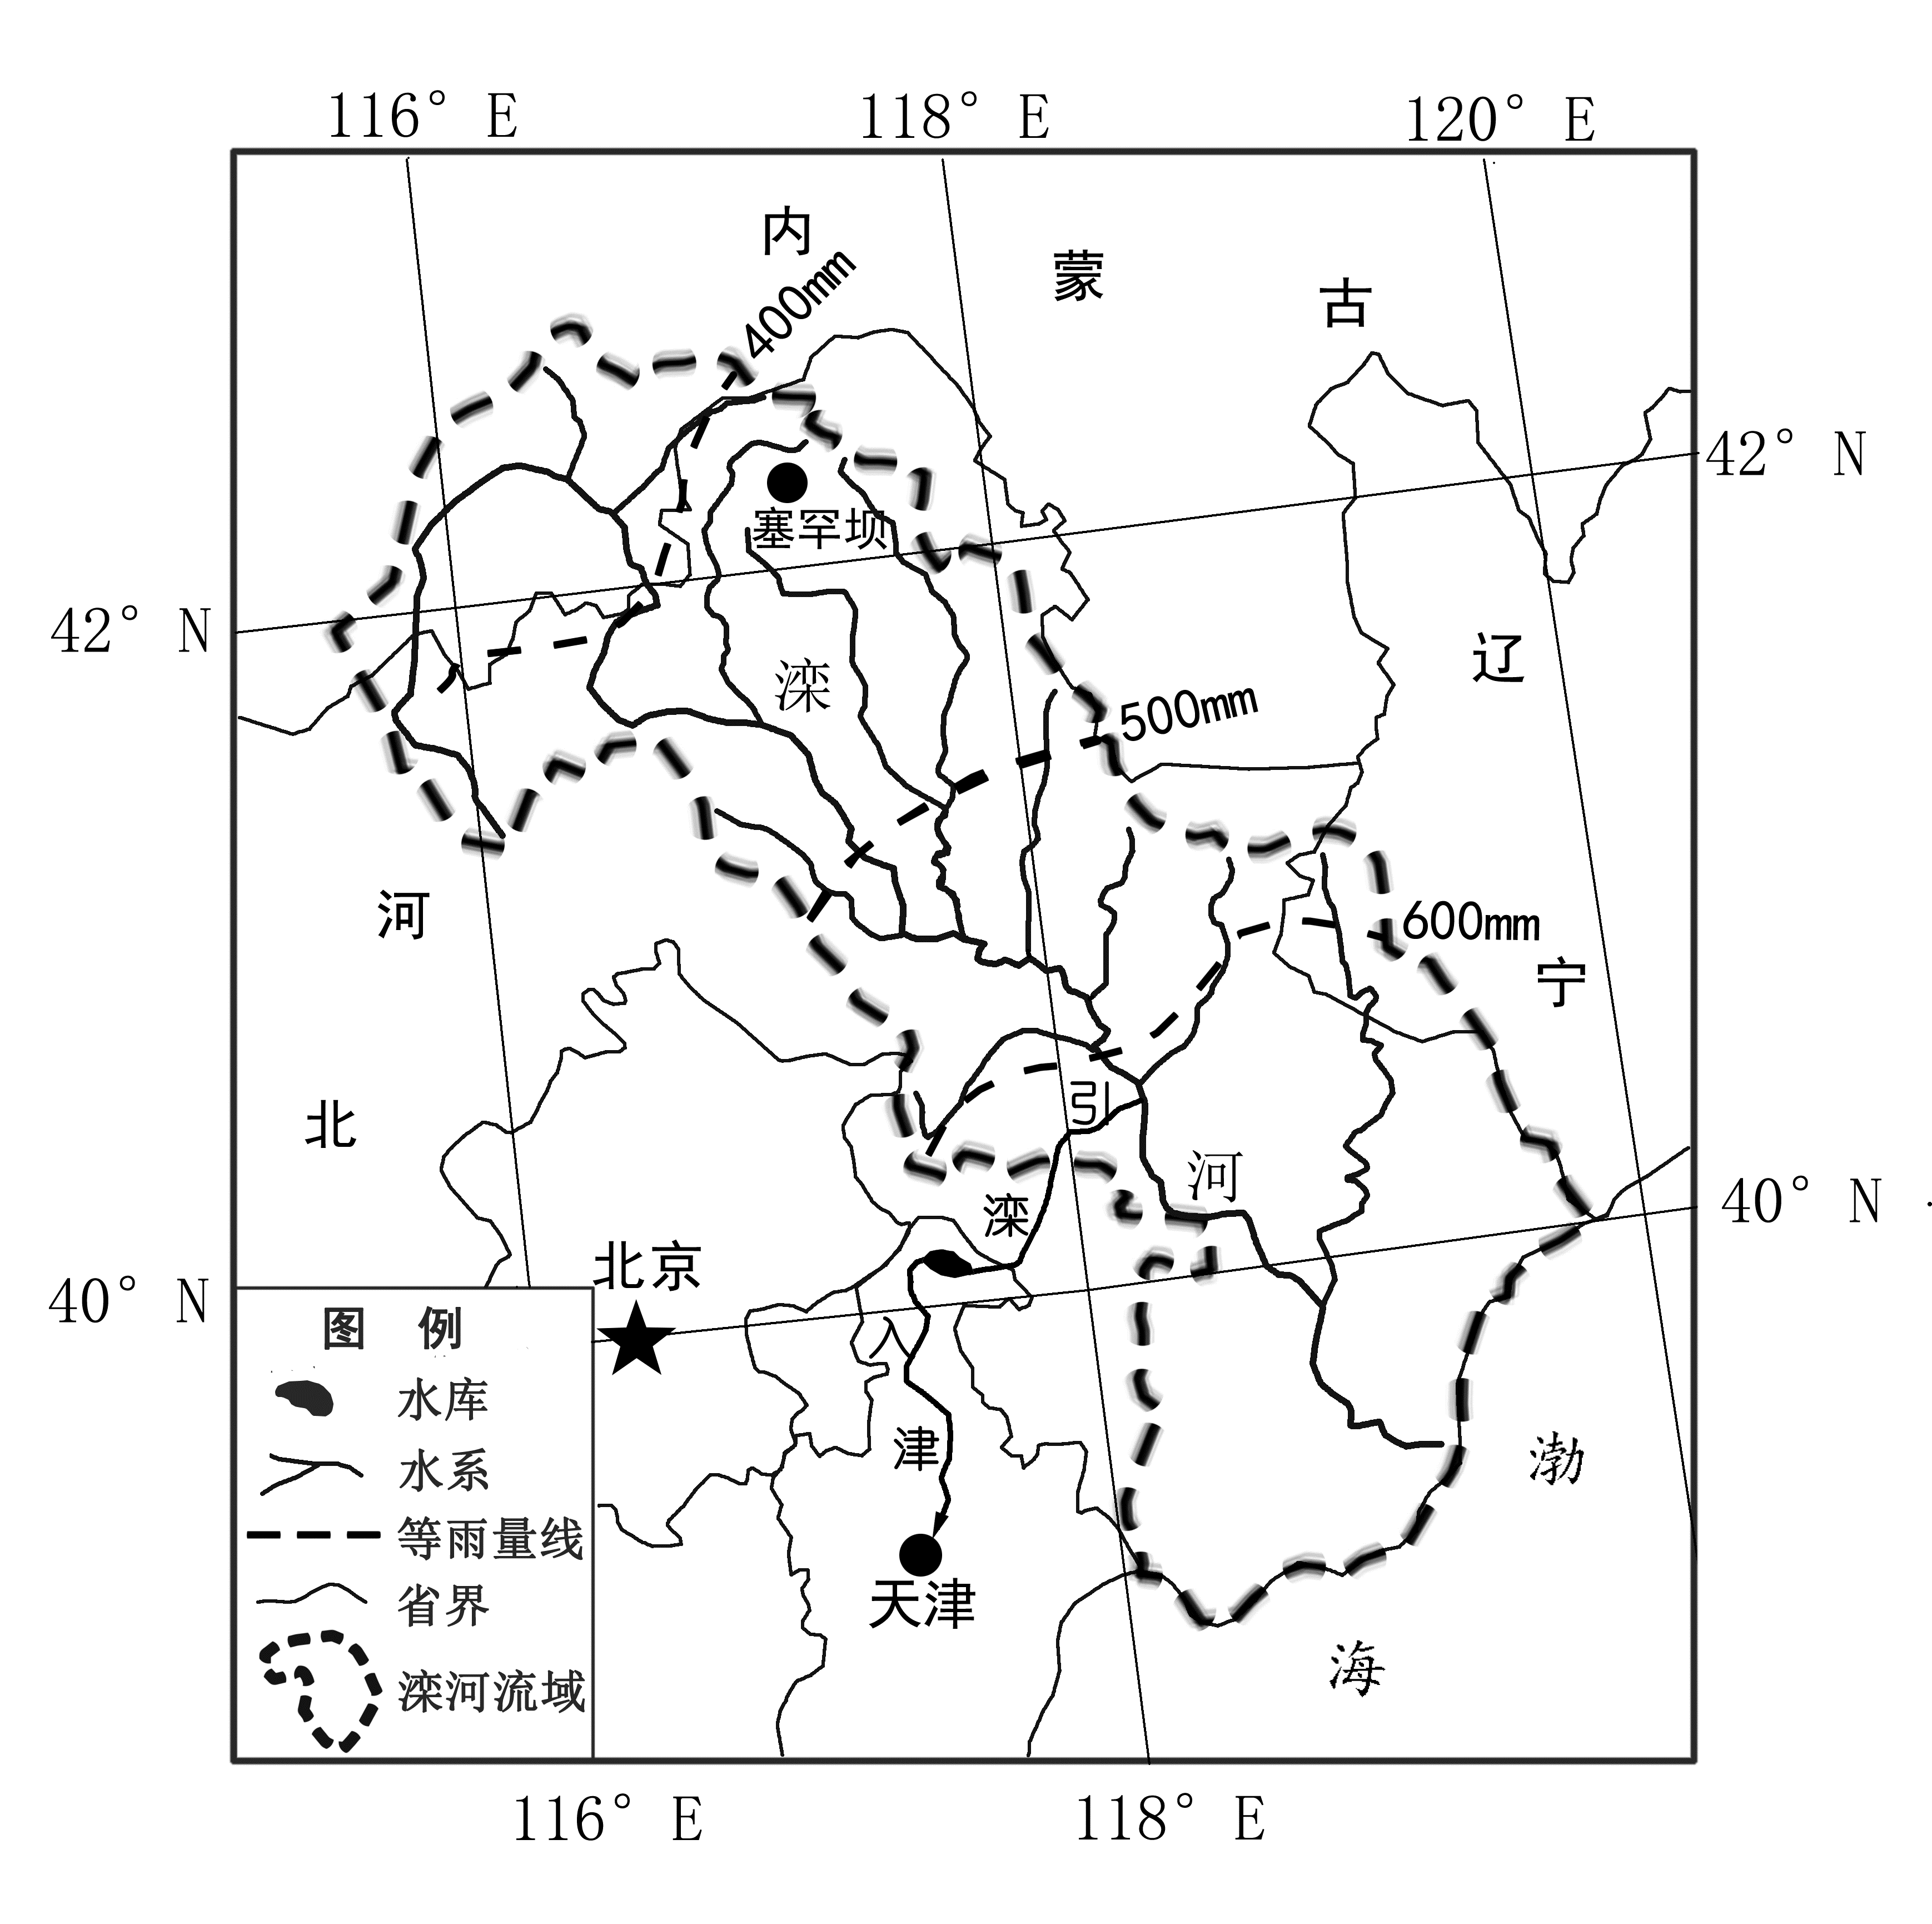 116° E 118° E 120° E
内 蒙 古
400mm
42° N
塞罕坝
42° N
辽
滦
500mm
河
600mm
宁
引
北
河
滦
40° N
北京
40° N
入
图 例
水库
水系
津
渤
等雨量线
天津
省界
海
滦河流域
116° E 118° E